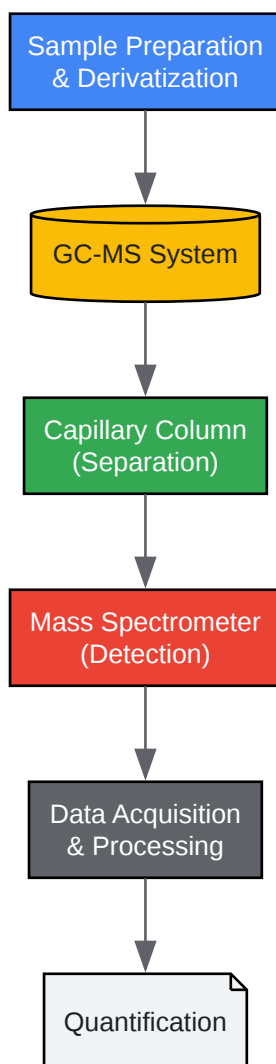 Sample Preparation
& Derivatization
GC-MS System
Capillary Column
(Separation)
Mass Spectrometer
(Detection)
Data Acquisition
& Processing
Quantification